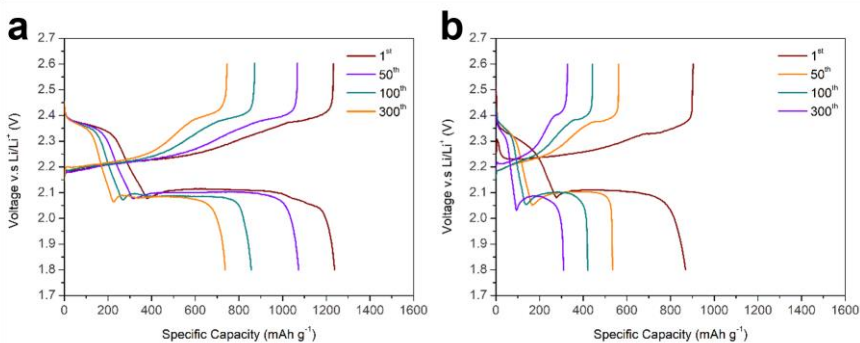 a
2.7
2.6
2.5
2.4
2.3
2.2
2.1
2.0
1.9
1.8
1.7
Voltage v.s Li/Li⁺ (V)
0 200 400 600 800 1000 1200 1400 1600
Specific Capacity (mAh g⁻¹)
1ˢᵗ
50ᵗʰ
100ᵗʰ
300ᵗʰ
b
2.7
2.6
2.5
2.4
2.3
2.2
2.1
2.0
1.9
1.8
1.7
Voltage v.s Li/Li⁺ (V)
0 200 400 600 800 1000 1200 1400 1600
Specific Capacity (mAh g⁻¹)
1ˢᵗ
50ᵗʰ
100ᵗʰ
300ᵗʰ